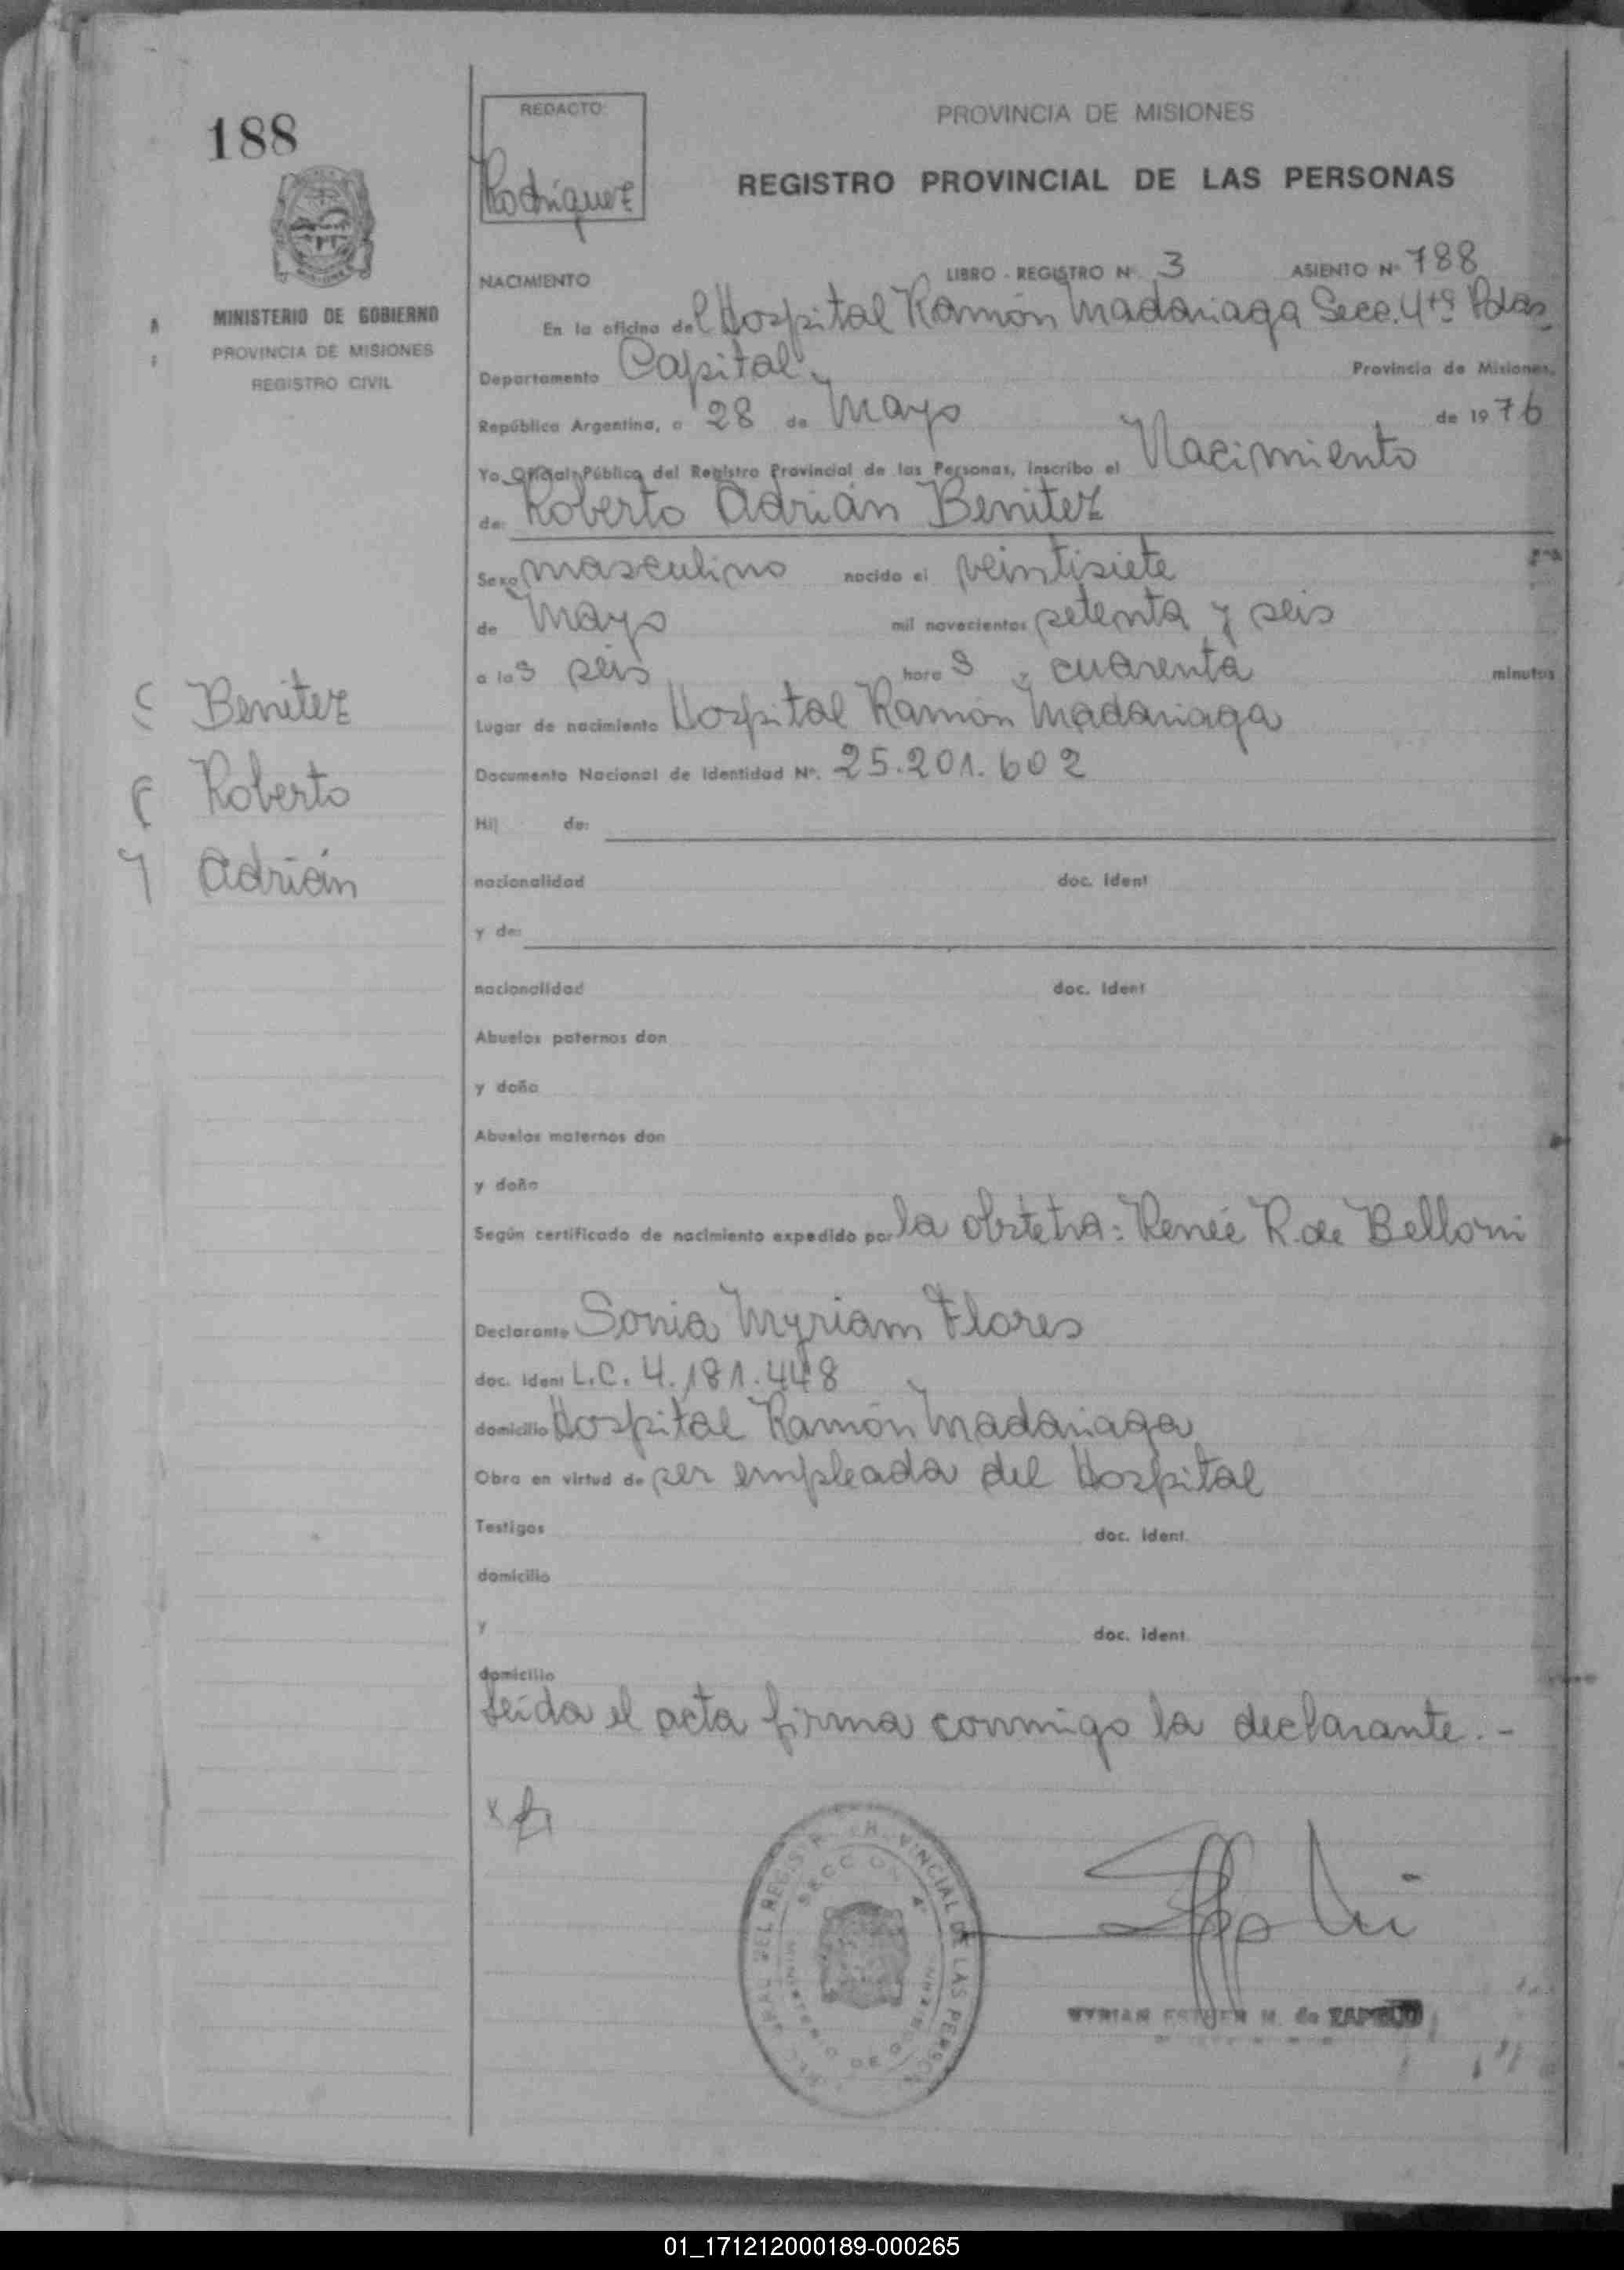 188
REDACTO:
Rodríguez
PROVINCIA DE MISIONES
REGISTRO PROVINCIAL DE LAS PERSONAS
MINISTERIO DE GOBIERNO
PROVINCIA DE MISIONES
REGISTRO CIVIL
NACIMIENTO LIBRO - REGISTRO Nº 3 ASIENTO Nº 788
En la oficina del Hospital Ramón Madariaga Secc. 4ta Pdas
Departamento Capital Provincia de Misiones,
República Argentina, a 28 de Mayo de 1976
Yo Oficial Público del Registro Provincial de las Personas, inscribo el Nacimiento
de: Roberto Adrián Benitez
Sexo masculino nacido el veintisiete
de Mayo mil novecientos setenta y seis
a las seis horas y cuarenta minutos
Lugar de nacimiento Hospital Ramón Madariaga
Documento Nacional de Identidad Nº. 25.201.602
Benitez
Roberto
Adrián
Hij de:
nacionalidad doc. ident
y de:
nacionalidad doc. ident
Abuelos paternos don
y doña
Abuelos maternos don
y doña
Según certificado de nacimiento expedido por la obstetra: Renée R. de Belloni
Declarante Sonia Myriam Flores
doc. ident L.C. 4.181.448
domicilio Hospital Ramón Madariaga
Obra en virtud de ser empleada del Hospital
Testigos doc. ident.
domicilio
y doc. ident.
domicilio
Leída el acta firma conmigo la declarante.-
SECCION 4ª
MINISTERIO DE GOBIERNO
01_171212000189-000265